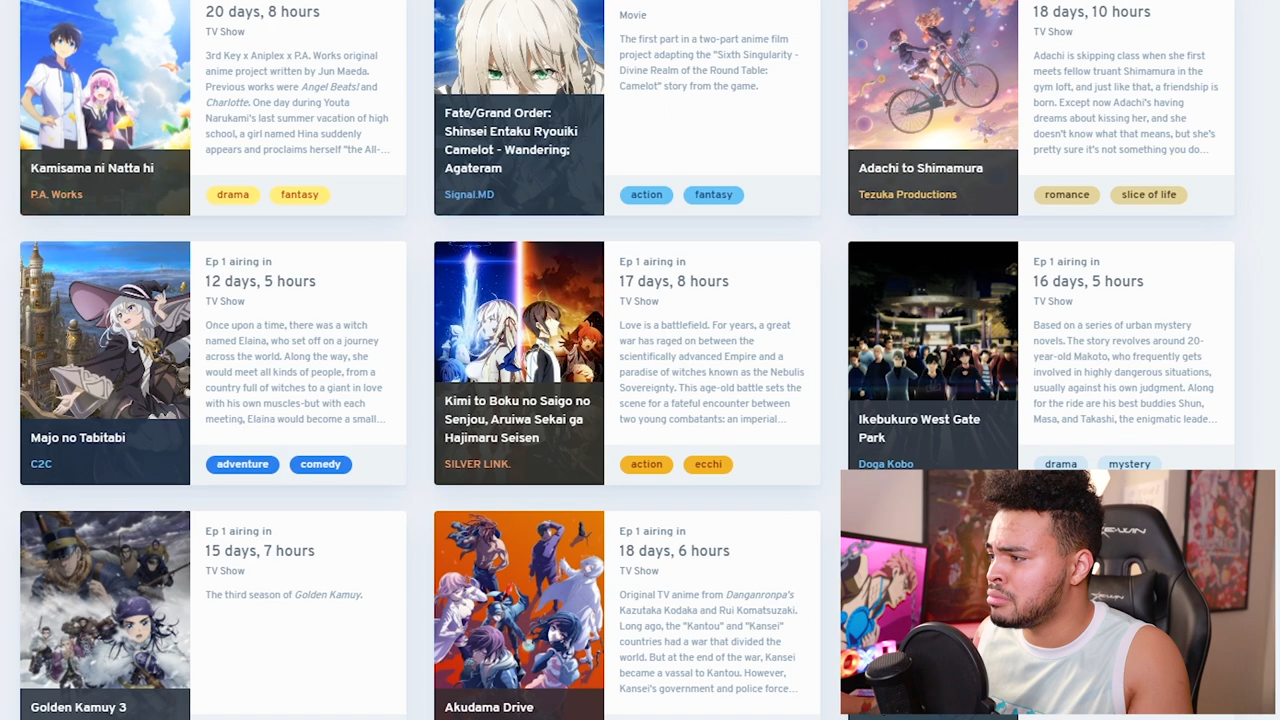 20 days, 8 hours
TV Show
3rd Key x Aniplex x P.A. Works original
anime project written by Jun Maeda.
Previous works were Angel Beats! and
Charlotte. One day during Youta
Narukami's last summer vacation of high
school, a girl named Hina suddenly
appears and proclaims herself "the All-...
Kamisama ni Natta hi
P.A. Works
drama
fantasy
Movie
The first part in a two-part anime film
project adapting the "Sixth Singularity -
Divine Realm of the Round Table:
Camelot" story from the game.
Fate/Grand Order:
Shinsei Entaku Ryouiki
Camelot - Wandering;
Agateram
Signal.MD
action
fantasy
18 days, 10 hours
TV Show
Adachi is skipping class when she first
meets fellow truant Shimamura in the
gym loft, and just like that, a friendship is
born. Except now Adachi's having
dreams about kissing her, and she
doesn't know what that means, but she's
pretty sure it's not something you do...
Adachi to Shimamura
Tezuka Productions
romance
slice of life
Ep 1 airing in
12 days, 5 hours
TV Show
Once upon a time, there was a witch
named Elaina, who set off on a journey
across the world. Along the way, she
would meet all kinds of people, from a
country full of witches to a giant in love
with his own muscles-but with each
meeting, Elaina would become a small...
Majo no Tabitabi
C2C
adventure
comedy
Ep 1 airing in
17 days, 8 hours
TV Show
Love is a battlefield. For years, a great
war has raged on between the
scientifically advanced Empire and a
paradise of witches known as the Nebulis
Sovereignty. This age-old battle sets the
scene for a fateful encounter between
two young combatants: an imperial...
Kimi to Boku no Saigo no
Senjou, Aruiwa Sekai ga
Hajimaru Seisen
SILVER LINK.
action
ecchi
Ep 1 airing in
16 days, 5 hours
TV Show
Based on a series of urban mystery
novels. The story revolves around 20-
year-old Makoto, who frequently gets
involved in highly dangerous situations,
usually against his own judgment. Along
for the ride are his best buddies Shun,
Masa, and Takashi, the enigmatic leade...
Ikebukuro West Gate
Park
Doga Kobo
drama
mystery
Ep 1 airing in
15 days, 7 hours
TV Show
The third season of Golden Kamuy.
Golden Kamuy 3
Ep 1 airing in
18 days, 6 hours
TV Show
Original TV anime from Danganronpa's
Kazutaka Kodaka and Rui Komatsuzaki.
Long ago, the "Kantou" and "Kansei"
countries had a war that divided the
world. But at the end of the war, Kansei
became a vassal to Kantou. However,
Kansei's government and police force...
Akudama Drive